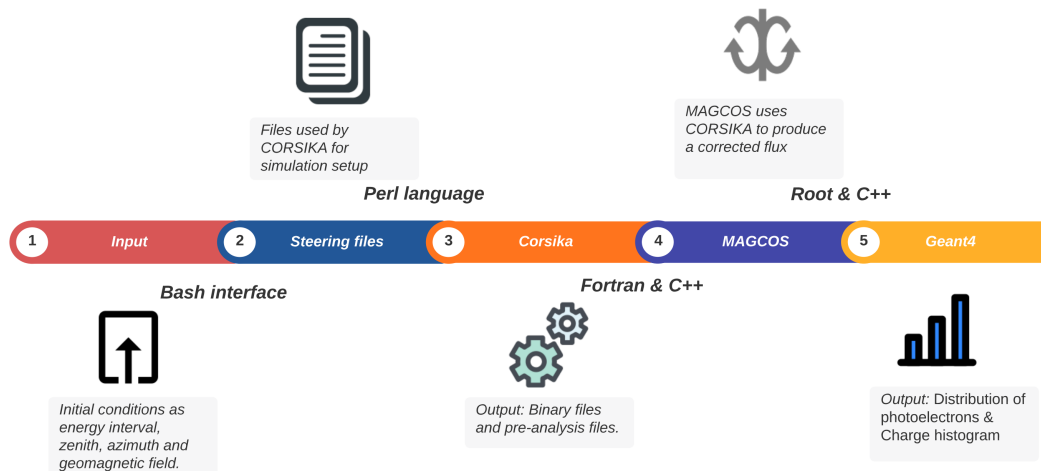 Files used by
CORSIKA for
simulation setup
MAGCOS uses
CORSIKA to produce
a corrected flux
Perl language
Root & C++
1 Input
2 Steering files
3 Corsika
4 MAGCOS
5 Geant4
Bash interface
Fortran & C++
Initial conditions as
energy interval,
zenith, azimuth and
geomagnetic field.
Output: Binary files
and pre-analysis files.
Output: Distribution of
photoelectrons &
Charge histogram